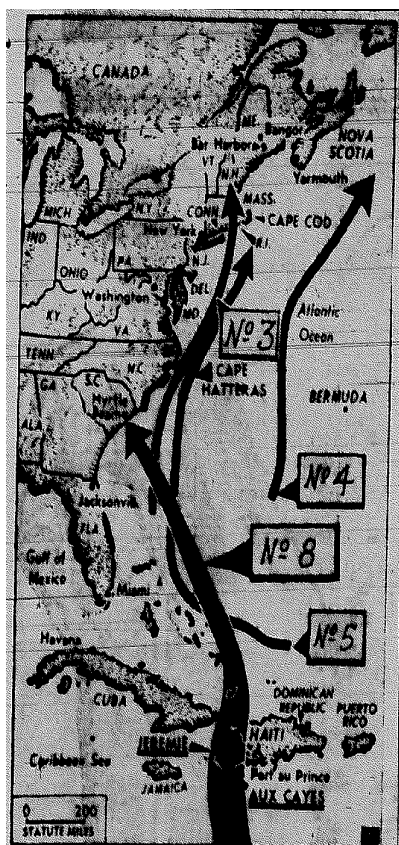 CANADA
ME.
Bangor
NOVA
SCOTIA
Bar Harbor
VT
N.H.
Yarmouth
MICH
N.Y.
MASS.
CONN
CAPE COD
R.I.
New York
IND.
PA.
N.J.
OHIO
DEL
Washington
KY
VA.
Nº 3
Atlantic
Ocean
TENN
N.C.
CAPE
HATTERAS
S.C.
GA
Myrtle
Beach
BERMUDA
ALA
Nº 4
Jacksonville
FLA
Nº 8
Gulf of
Mexico
Miami
Nº 5
Havana
CUBA
DOMINICAN
REPUBLIC
PUERTO
RICO
HAITI
JEREMIE
Caribbean Sea
JAMAICA
Port au Prince
AUX CAYES
0 200
STATUTE MILES